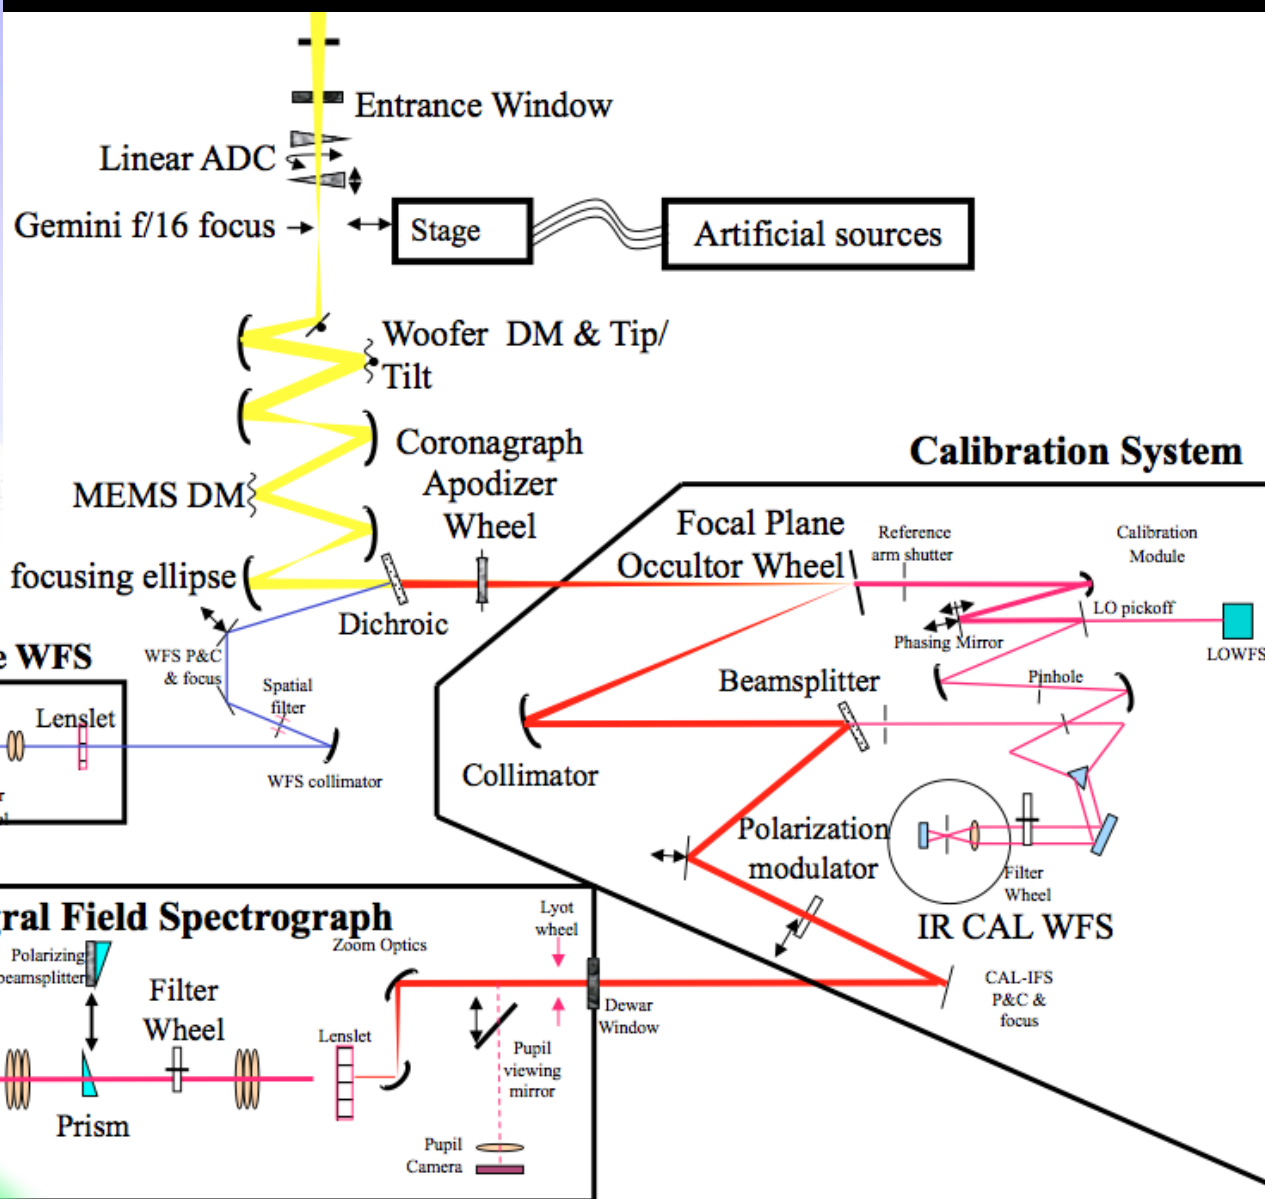 Entrance Window
Linear ADC
Gemini f/16 focus
Stage
Artificial sources
Woofer DM & Tip/
Tilt
Coronagraph
Apodizer
Wheel
MEMS DM
focusing ellipse
Dichroic
Calibration System
Focal Plane
Occultor Wheel
Reference
arm shutter
Calibration
Module
LO pickoff
Phasing Mirror
LOWFS
Pinhole
Beamsplitter
Collimator
Polarization
modulator
Filter
Wheel
IR CAL WFS
CAL-IFS
P&C &
focus
WFS
WFS P&C
& focus
Spatial
filter
Lenslet
WFS collimator
gral Field Spectrograph
Polarizing
beamsplitter
Filter
Wheel
Prism
Zoom Optics
Lenslet
Lyot
wheel
Dewar
Window
Pupil
viewing
mirror
Pupil
Camera